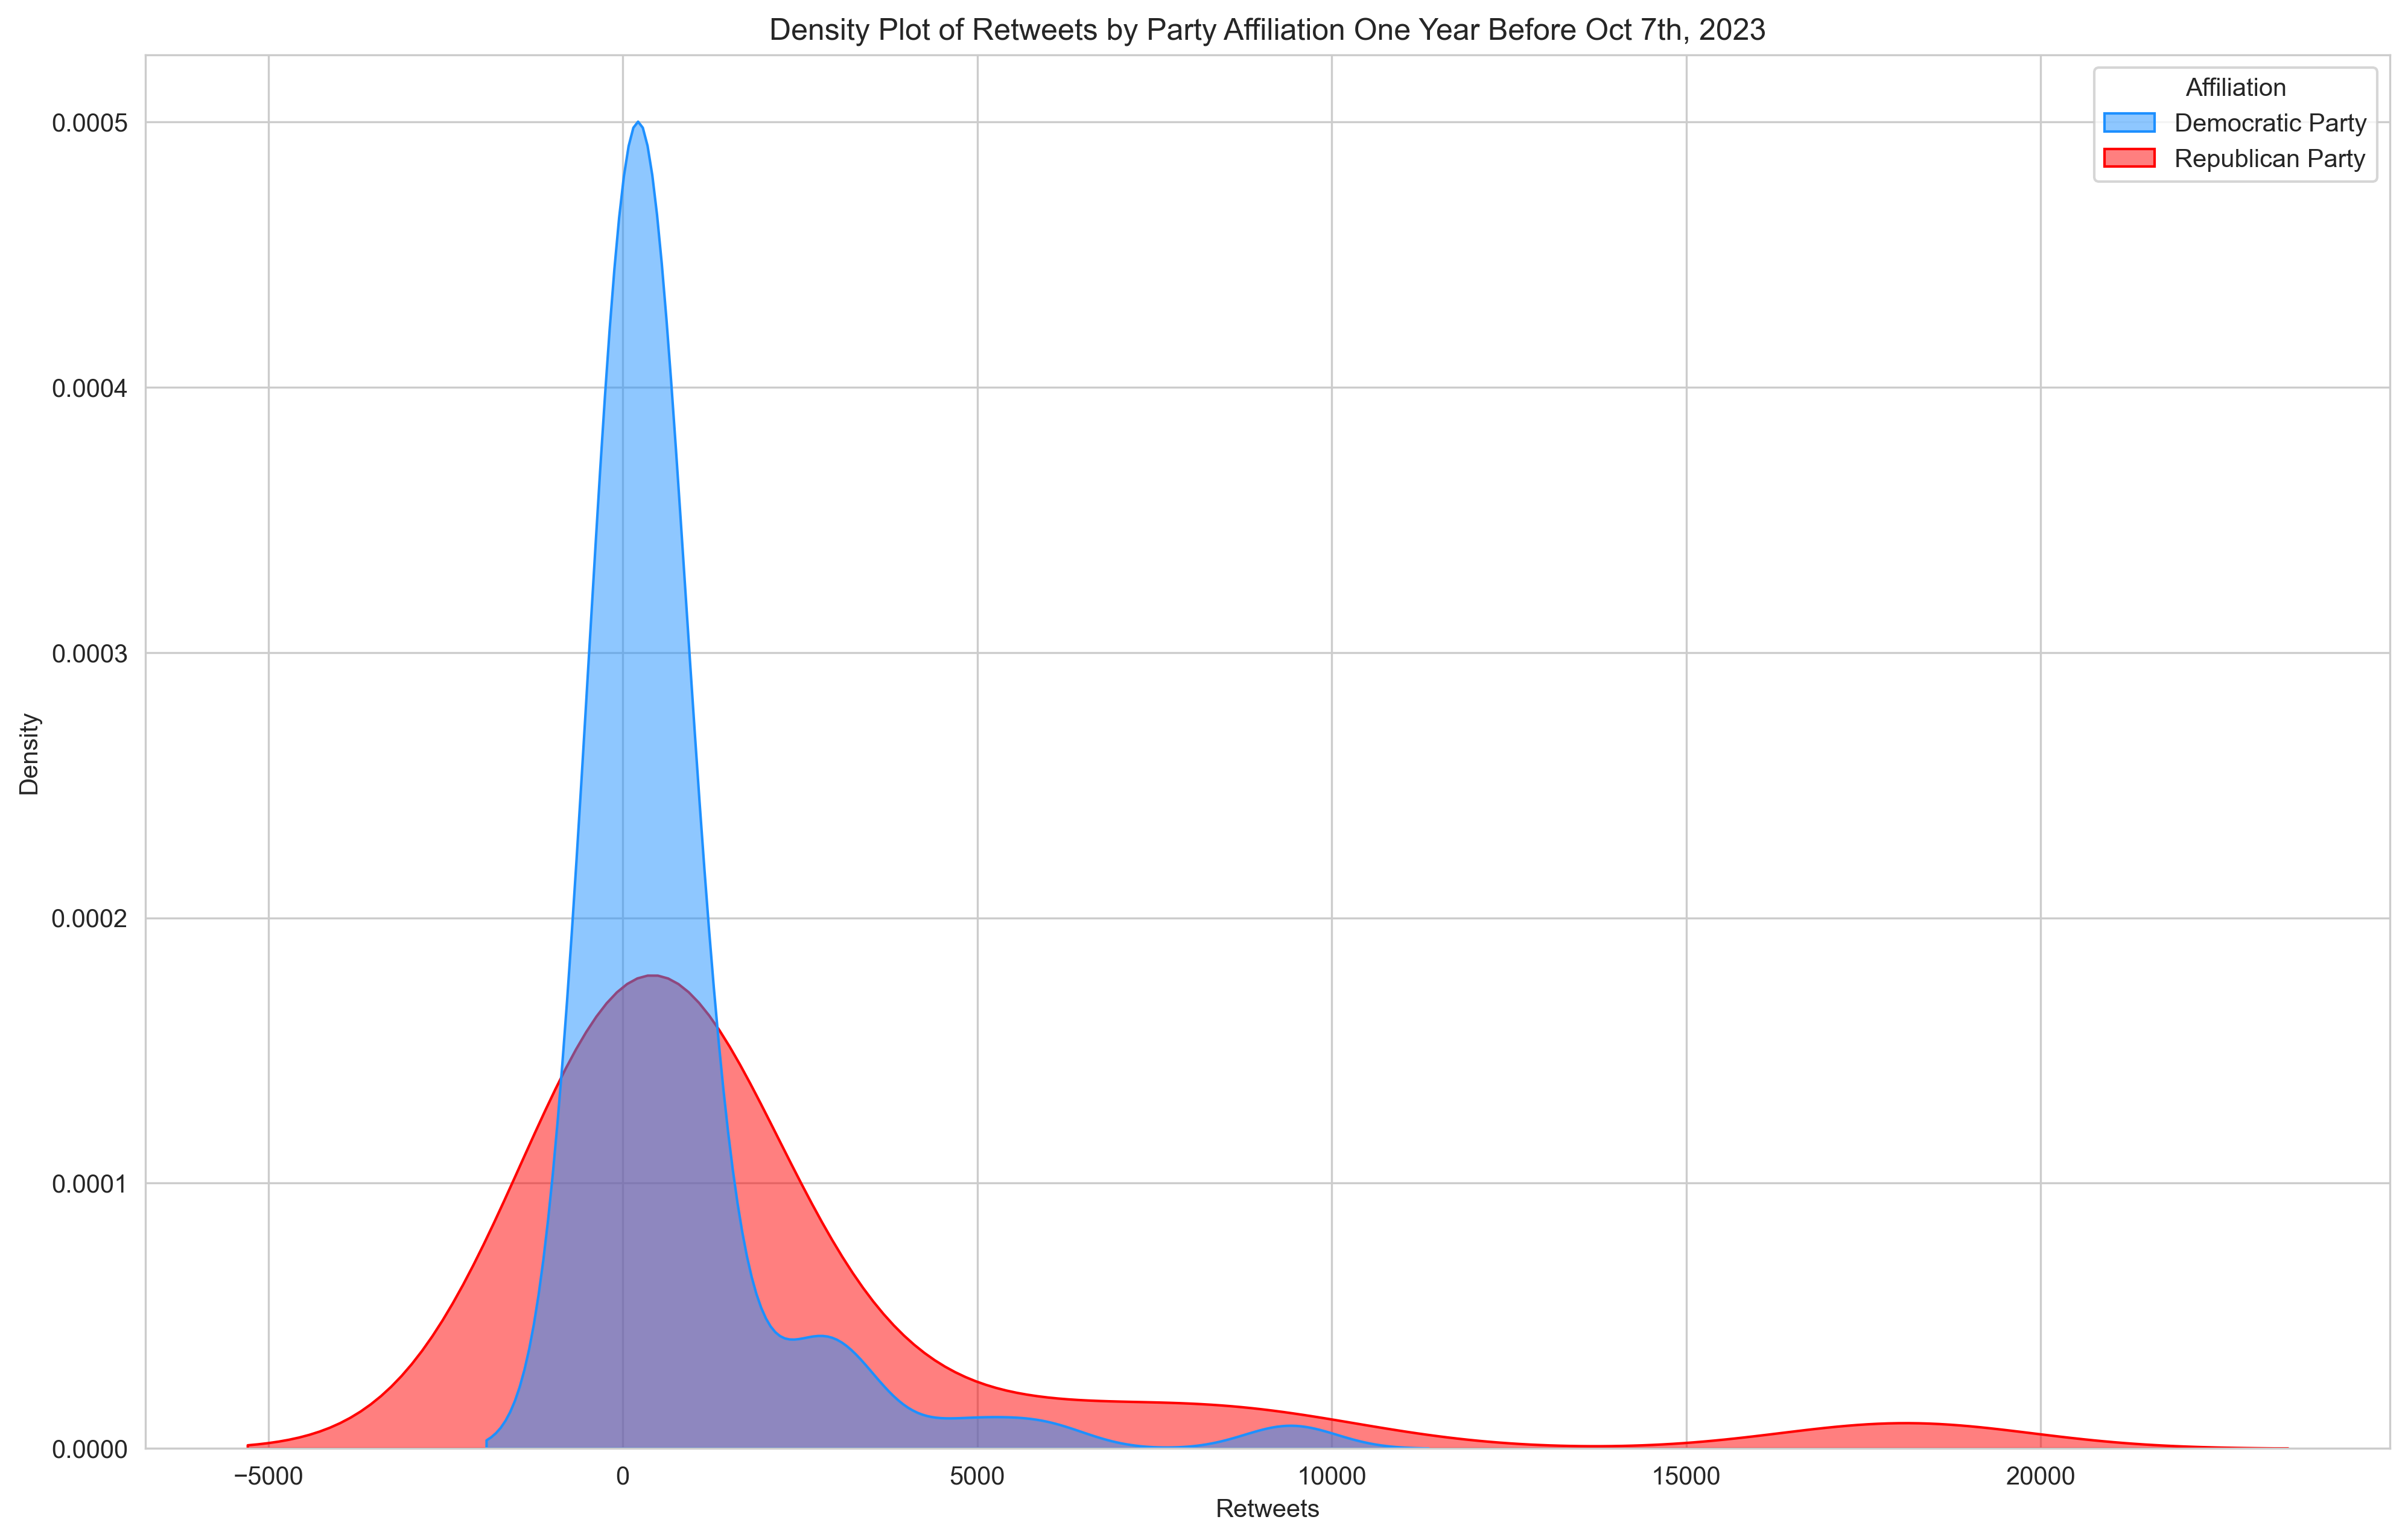 Density Plot of Retweets by Party Affiliation One Year Before Oct 7th, 2023
Affiliation
Democratic Party
Republican Party
Density
0.0005
0.0004
0.0003
0.0002
0.0001
0.0000
−5000
0
5000
10000
15000
20000
Retweets